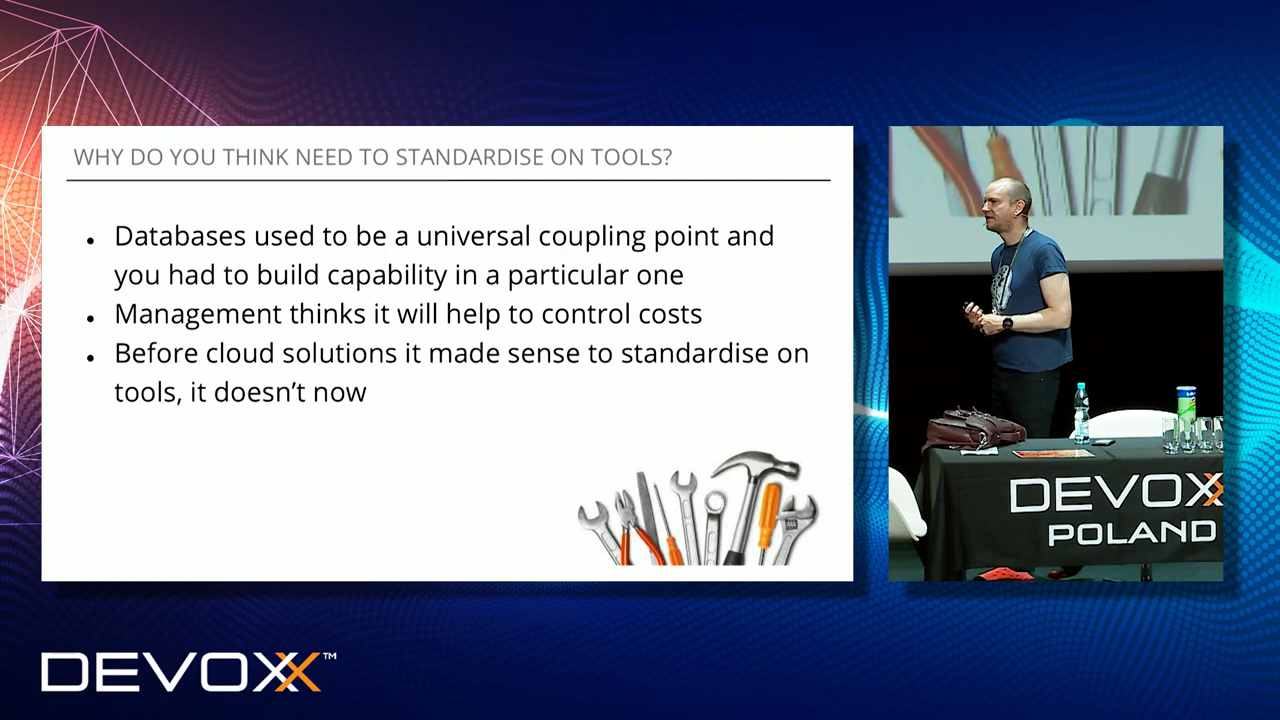 WHY DO YOU THINK NEED TO STANDARDISE ON TOOLS?
• Databases used to be a universal coupling point and
you had to build capability in a particular one
• Management thinks it will help to control costs
• Before cloud solutions it made sense to standardise on
tools, it doesn’t now
DEVOXX
POLAND
DEVOXX™